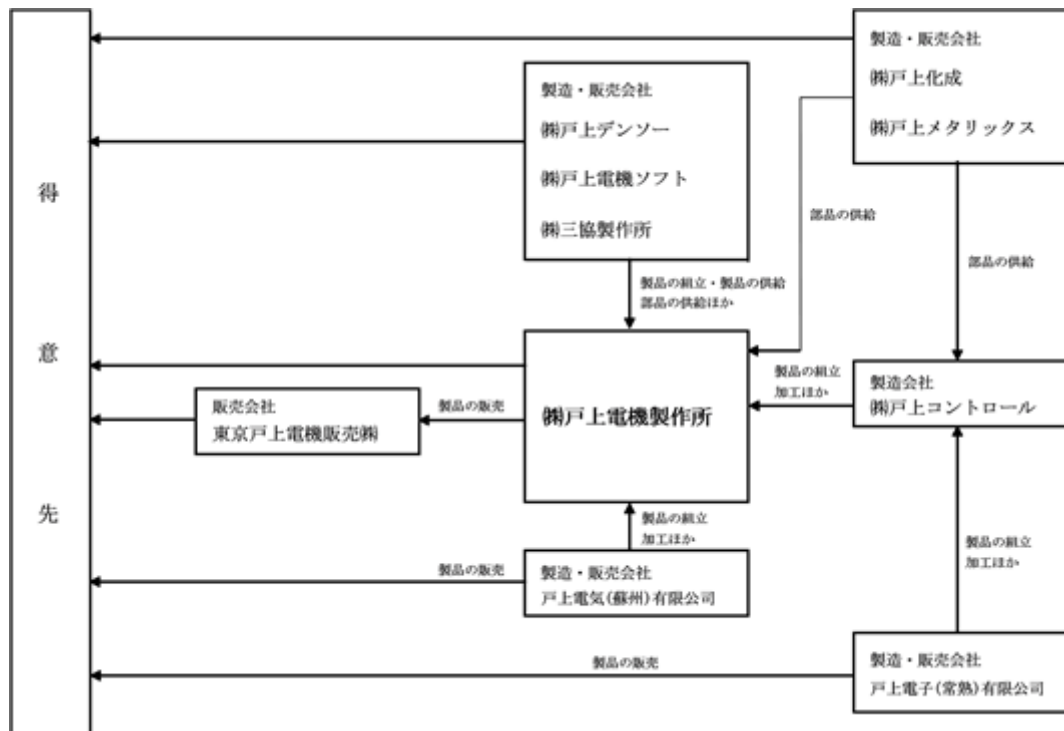 得
意
先
製造・販売会社
㈱戸上化成
㈱戸上メタリックス
製造・販売会社
㈱戸上デンソー
㈱戸上電機ソフト
㈱三協製作所
部品の供給
部品の供給
製品の組立・製品の供給
部品の供給ほか
㈱戸上電機製作所
製品の組立
加工ほか
製造会社
㈱戸上コントロール
製品の販売
販売会社
東京戸上電機販売㈱
製品の組立
加工ほか
製品の組立
加工ほか
製品の販売
製造・販売会社
戸上電気(蘇州)有限公司
製品の販売
製造・販売会社
戸上電子(常熟)有限公司